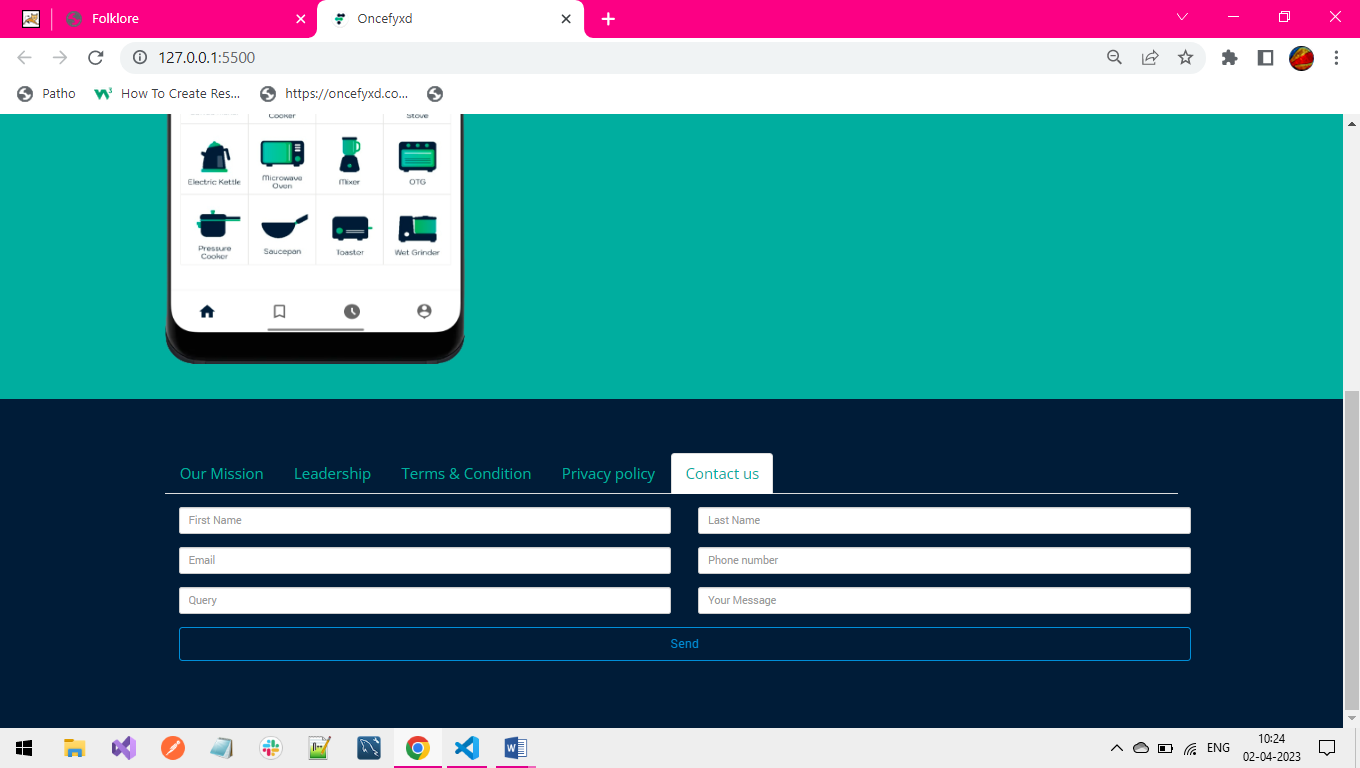 Folklore
Oncefyxd
127.0.0.1:5500
Patho
How To Create Res...
https://oncefyxd.co...
Cooker
Stove
Electric Kettle
Microwave
Oven
Mixer
OTG
Pressure
Cooker
Saucepan
Toaster
Wet Grinder
Our Mission
Leadership
Terms & Condition
Privacy policy
Contact us
First Name
Last Name
Email
Phone number
Query
Your Message
Send
ENG
10:24
02-04-2023